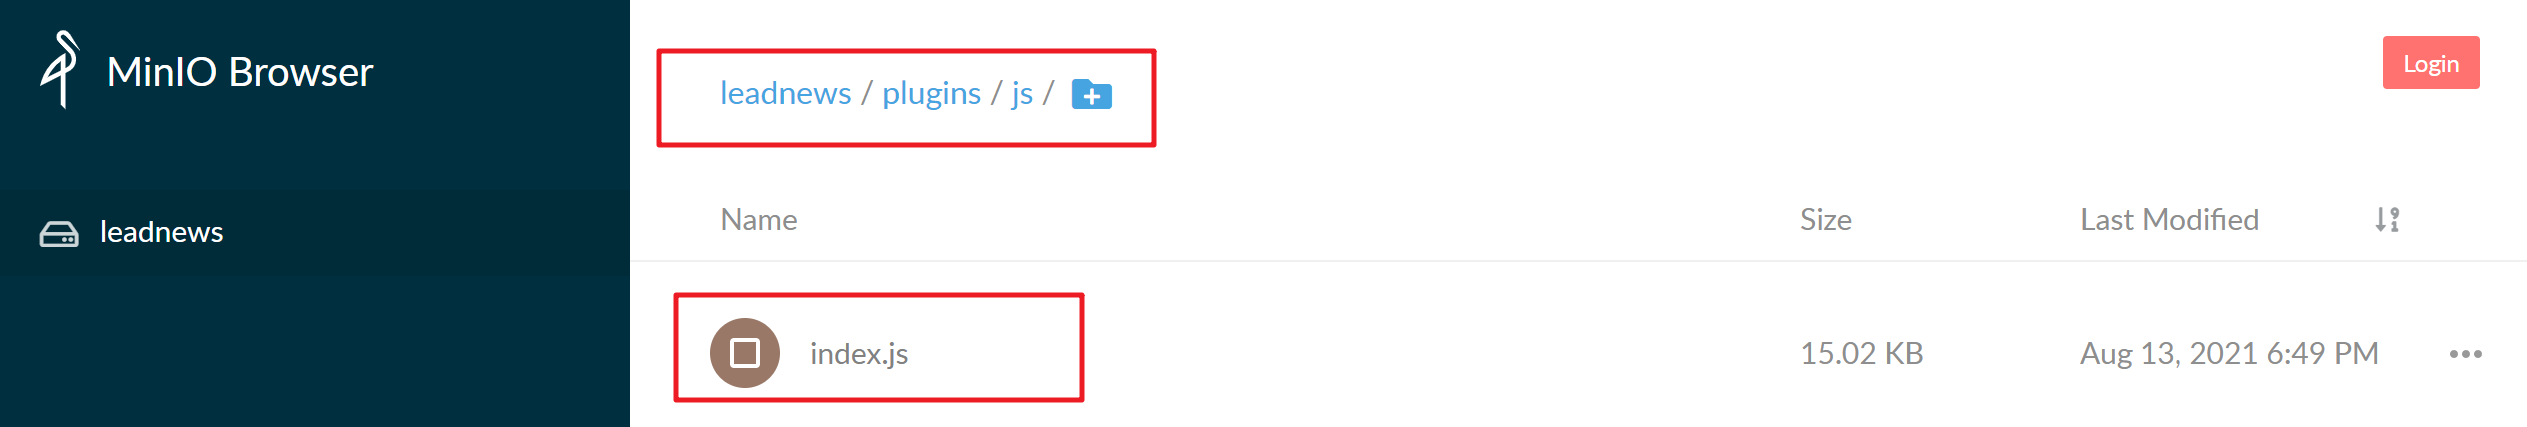 MinIO Browser
leadnews
leadnews / plugins / js /
Login
Name Size Last Modified
index.js 15.02 KB Aug 13, 2021 6:49 PM